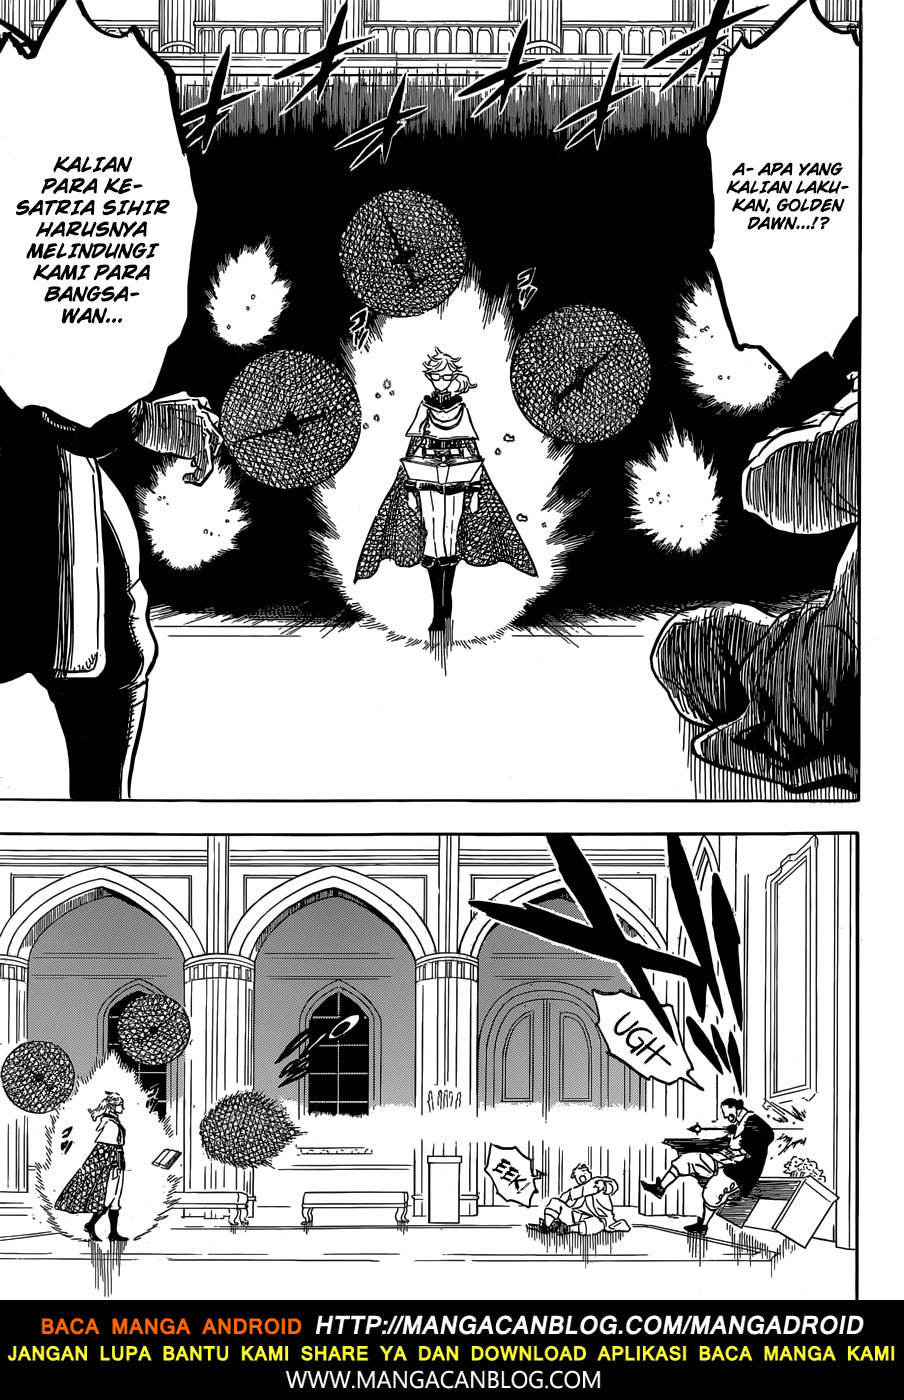 A- APA YANG
KALIAN LAKU-
KAN, GOLDEN
DAWN...!?
KALIAN
PARA KE-
SATRIA SIHIR
HARUSNYA
MELINDUNGI
KAMI PARA
BANGSA-
WAN...
UGH
EEK!
BACA MANGA ANDROID HTTP://MANGACANBLOG.COM/MANGADROID
JANGAN LUPA BANTU KAMI SHARE YA DAN DOWNLOAD APLIKASI BACA MANGA KAMI
WWW.MANGACANBLOG.COM